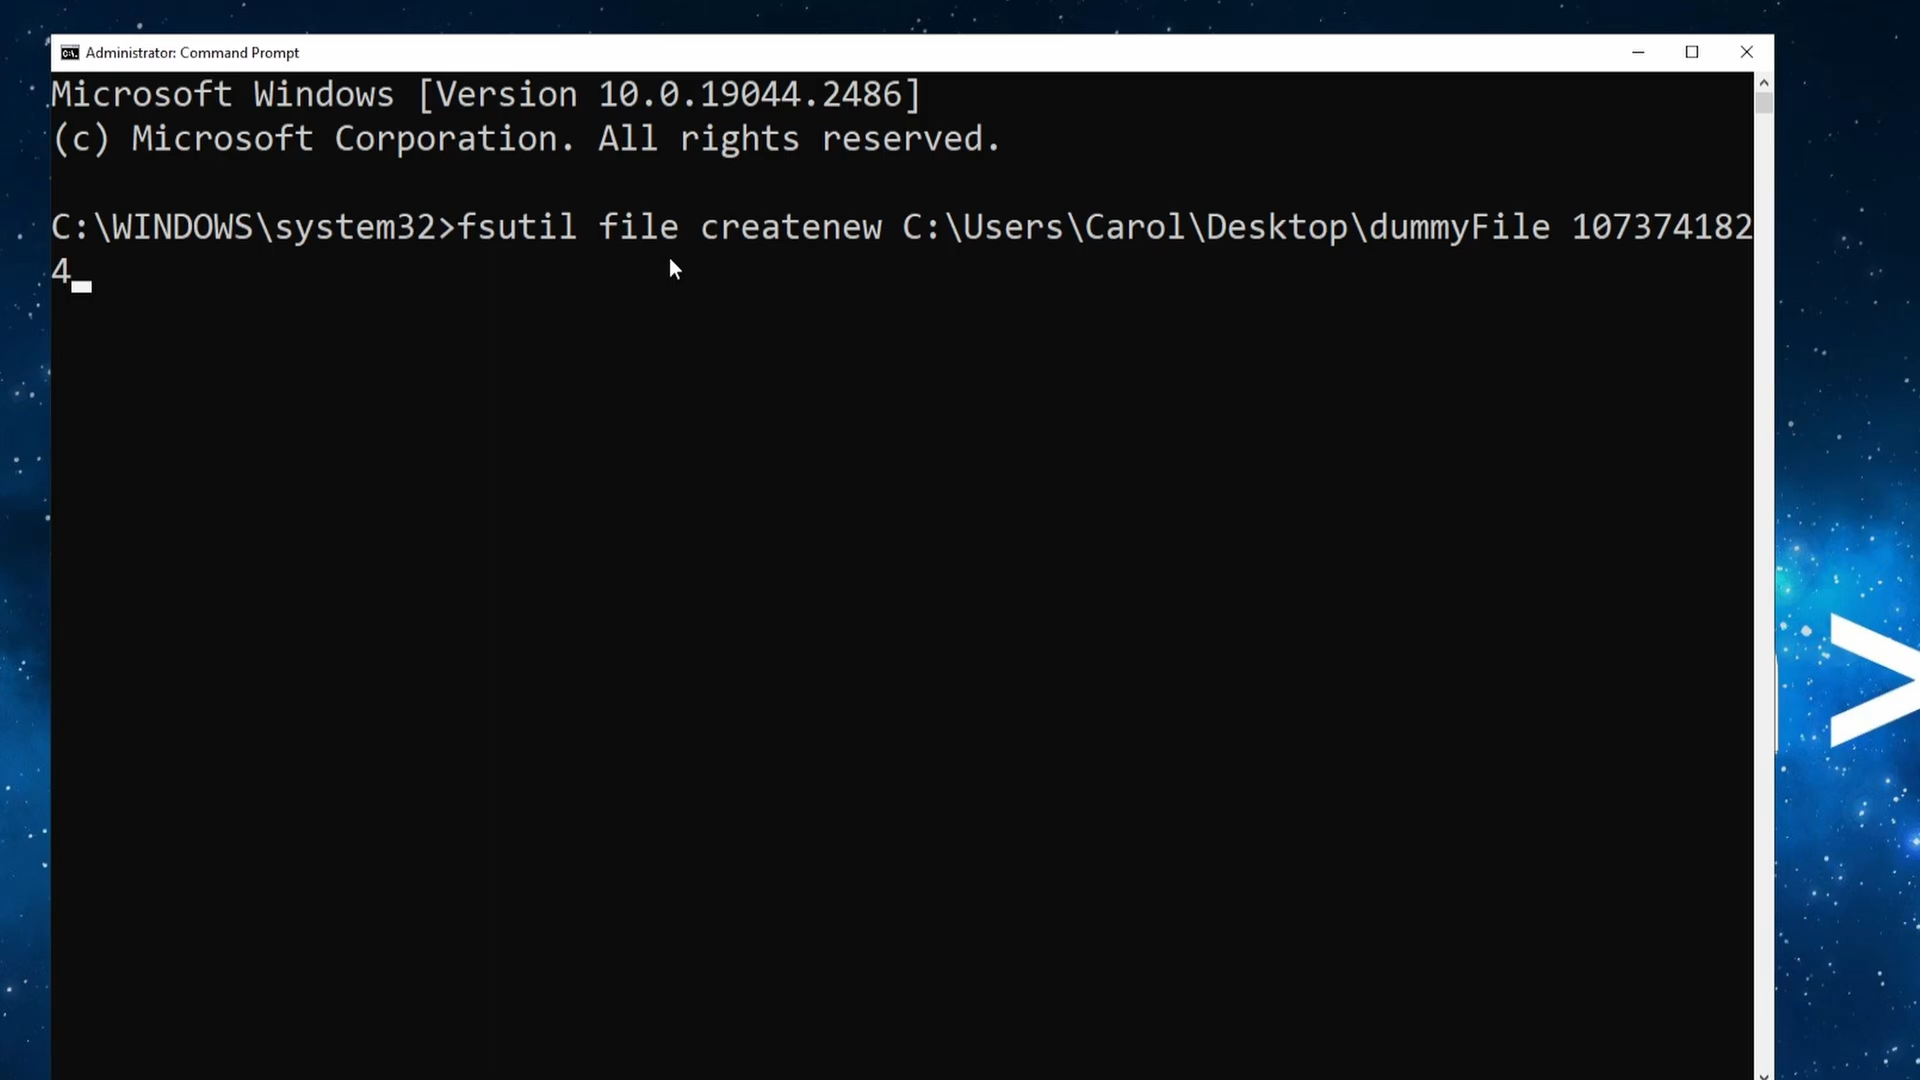 Administrator: Command Prompt
Microsoft Windows [Version 10.0.19044.2486]
(c) Microsoft Corporation. All rights reserved.
C:\WINDOWS\system32>fsutil file createnew C:\Users\Carol\Desktop\dummyFile 107374182
4
>